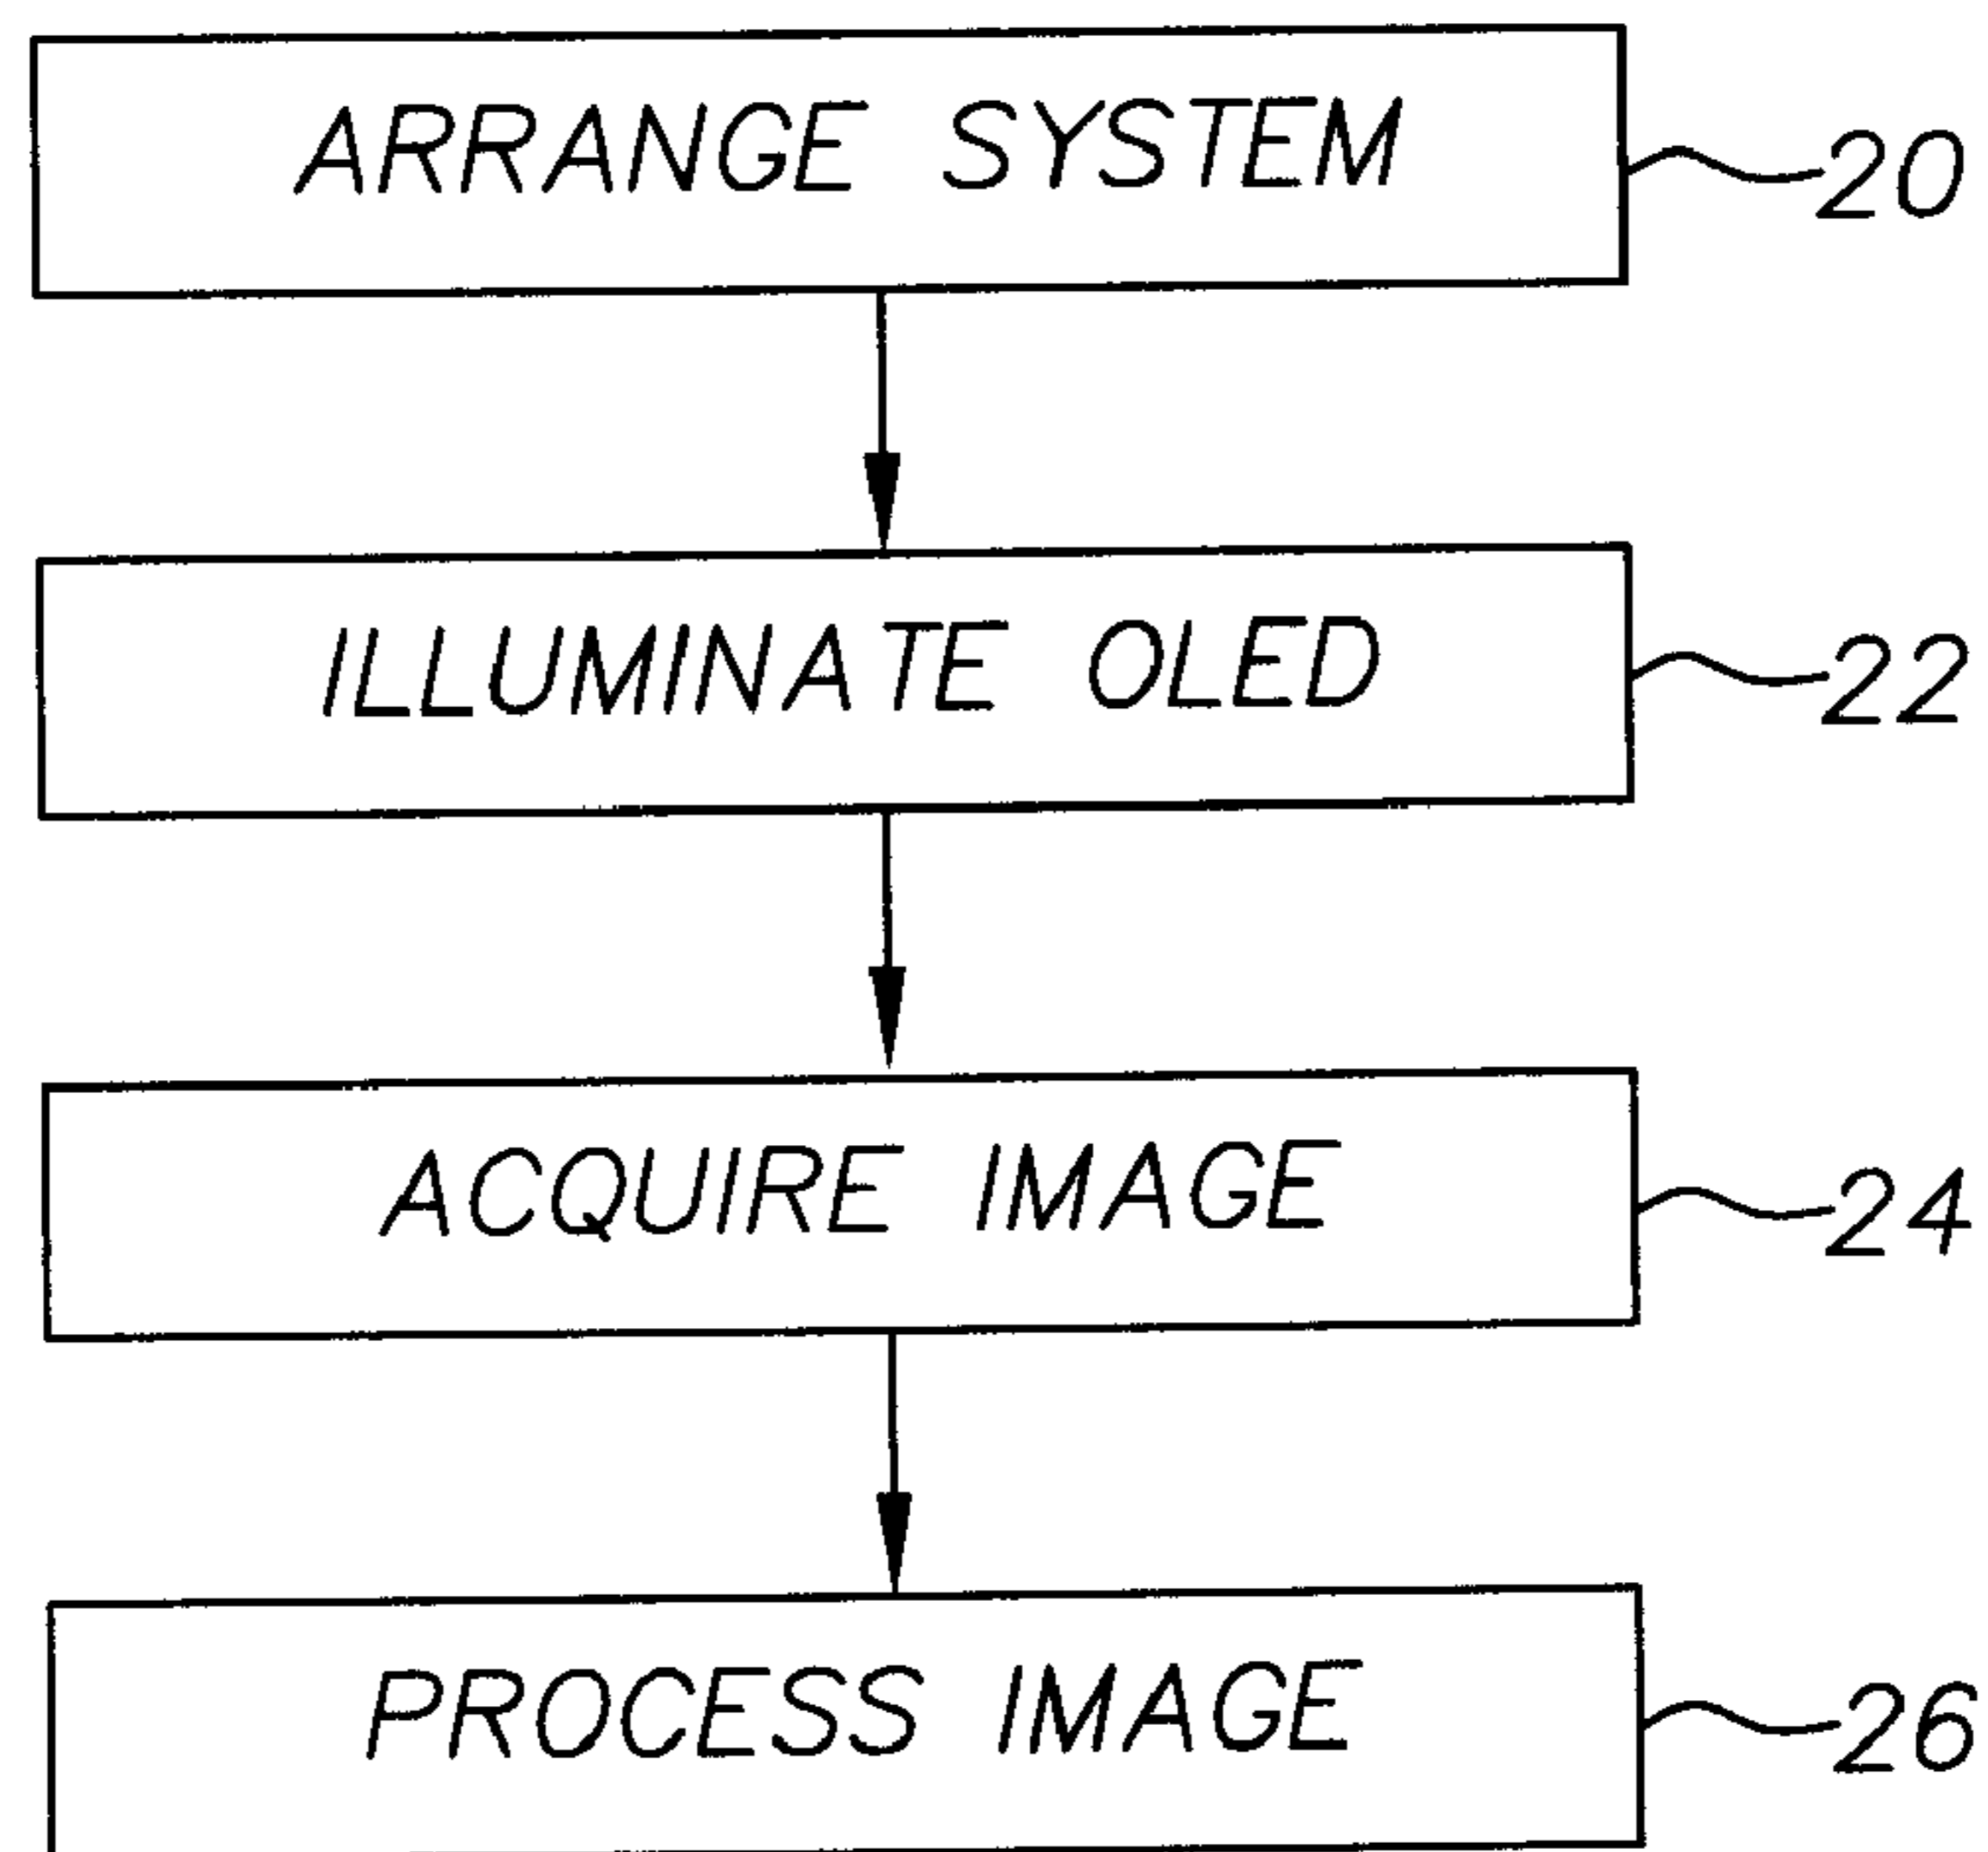 ARRANGE SYSTEM
20
ILLUMINATE OLED
22
ACQUIRE IMAGE
24
PROCESS IMAGE
26